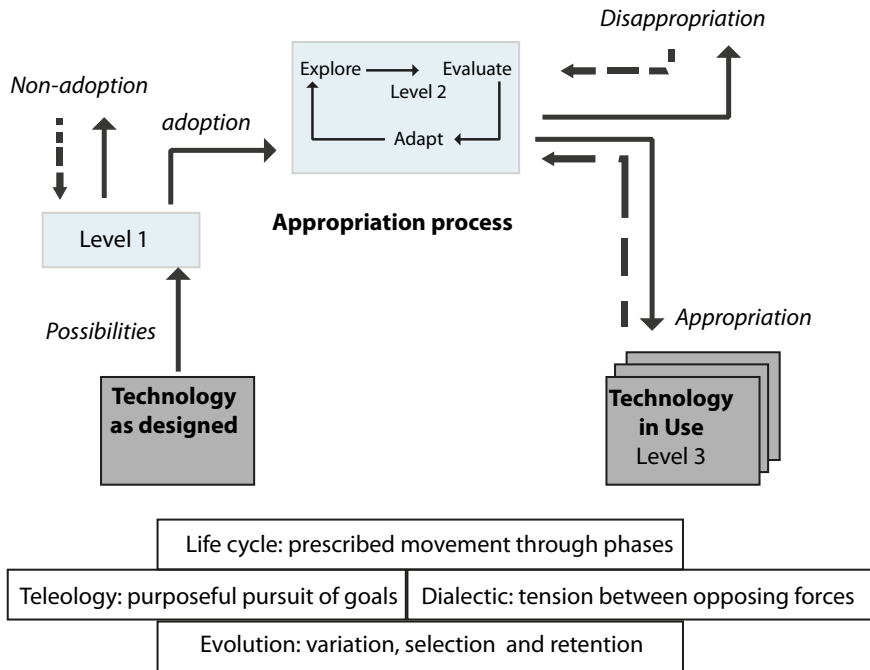 Disappropriation
Explore
Evaluate
Level 2
Adapt
Non-adoption
adoption
Appropriation process
Level 1
Possibilities
Appropriation
Technology
as designed
Technology
in Use
Level 3
Life cycle: prescribed movement through phases
Teleology: purposeful pursuit of goals
Dialectic: tension between opposing forces
Evolution: variation, selection and retention